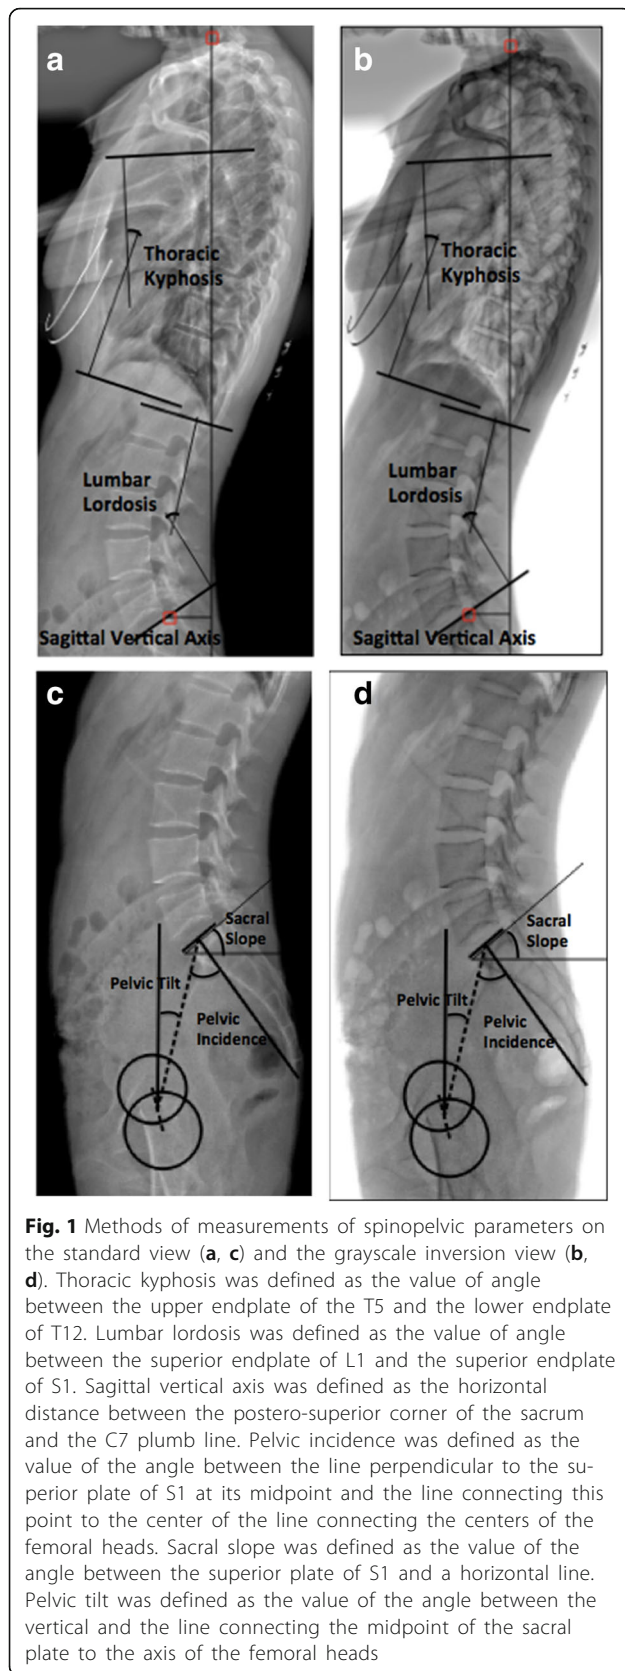 a
b
Thoracic
Kyphosis
Thoracic
Kyphosis
Lumbar
Lordosis
Lumbar
Lordosis
Sagittal Vertical Axis
Sagittal Vertical Axis
c
d
Sacral
Slope
Sacral
Slope
Pelvic Tilt
Pelvic Tilt
Pelvic
Incidence
Pelvic
Incidence
Fig. 1 Methods of measurements of spinopelvic parameters on
the standard view (a, c) and the grayscale inversion view (b,
d). Thoracic kyphosis was defined as the value of angle
between the upper endplate of the T5 and the lower endplate
of T12. Lumbar lordosis was defined as the value of angle
between the superior endplate of L1 and the superior endplate
of S1. Sagittal vertical axis was defined as the horizontal
distance between the postero-superior corner of the sacrum
and the C7 plumb line. Pelvic incidence was defined as the
value of the angle between the line perpendicular to the su-
perior plate of S1 at its midpoint and the line connecting this
point to the center of the line connecting the centers of the
femoral heads. Sacral slope was defined as the value of the
angle between the superior plate of S1 and a horizontal line.
Pelvic tilt was defined as the value of the angle between the
vertical and the line connecting the midpoint of the sacral
plate to the axis of the femoral heads